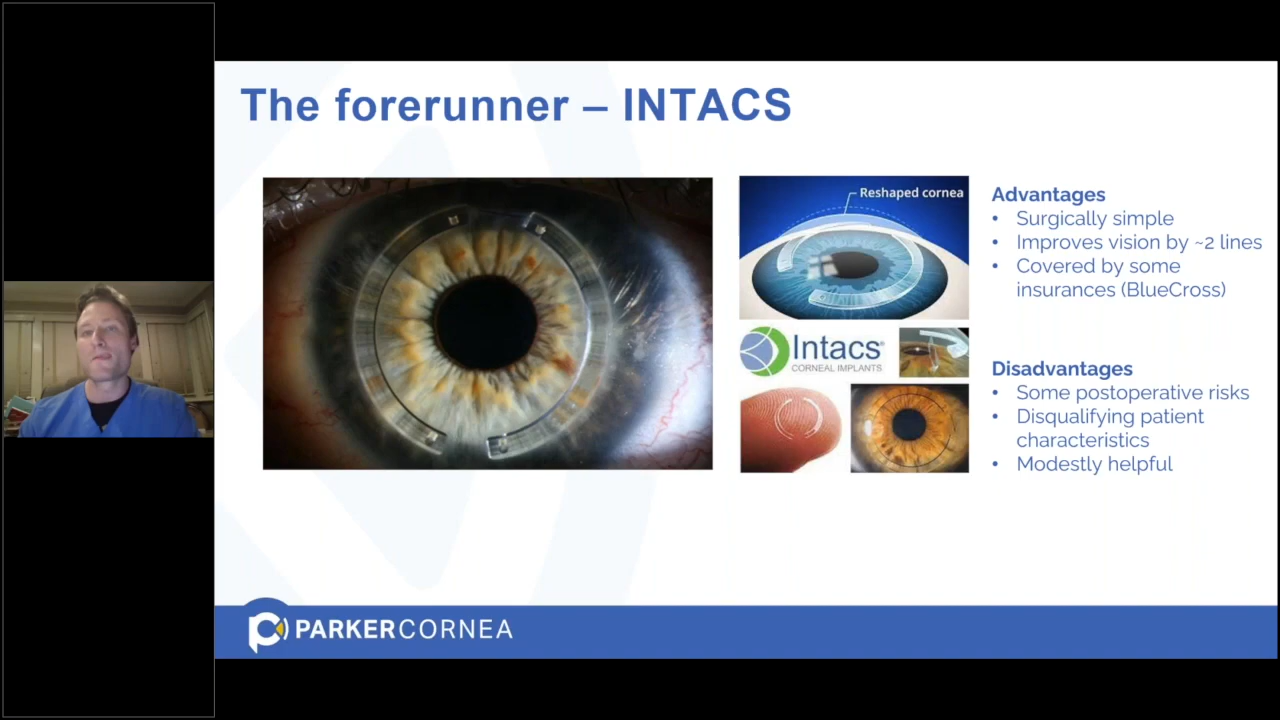 The forerunner – INTACS
Reshaped cornea
Intacs®
CORNEAL IMPLANTS
Advantages
• Surgically simple
• Improves vision by ~2 lines
• Covered by some
insurances (BlueCross)
Disadvantages
• Some postoperative risks
• Disqualifying patient
characteristics
• Modestly helpful
PARKERCORNEA